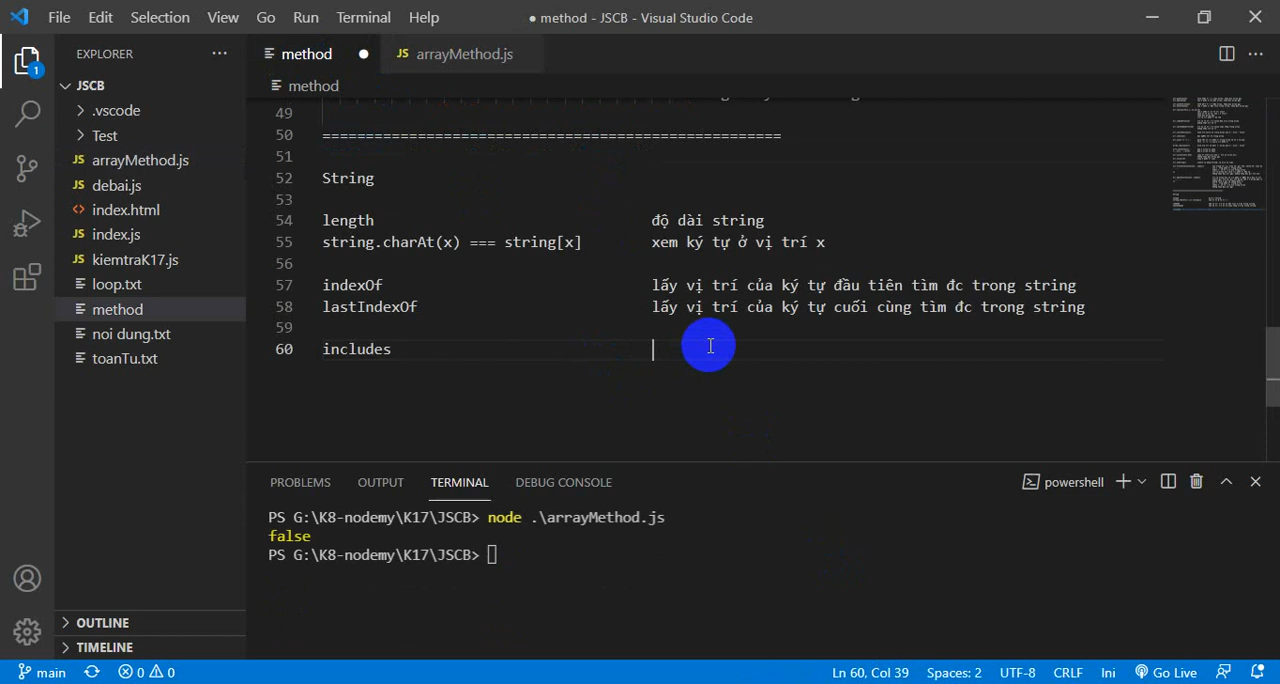 File Edit Selection View Go Run Terminal Help ● method - JSCB - Visual Studio Code
EXPLORER ···
method ● JS arrayMethod.js
1
JSCB
method
.vscode
Test
JS arrayMethod.js
JS debai.js
<> index.html
JS index.js
JS kiemtraK17.js
loop.txt
method
noi dung.txt
toanTu.txt
49
50 =====================================================
51
52 String
53
54 length độ dài string
55 string.charAt(x) === string[x] xem ký tự ở vị trí x
56
57 indexOf lấy vị trí của ký tự đầu tiên tìm đc trong string
58 lastIndexOf lấy vị trí của ký tự cuối cùng tìm đc trong string
59
60 includes
PROBLEMS OUTPUT TERMINAL DEBUG CONSOLE powershell
PS G:\K8-nodemy\K17\JSCB> node .\arrayMethod.js
false
PS G:\K8-nodemy\K17\JSCB>
OUTLINE
TIMELINE
main 0 0 Ln 60, Col 39 Spaces: 2 UTF-8 CRLF Ini Go Live